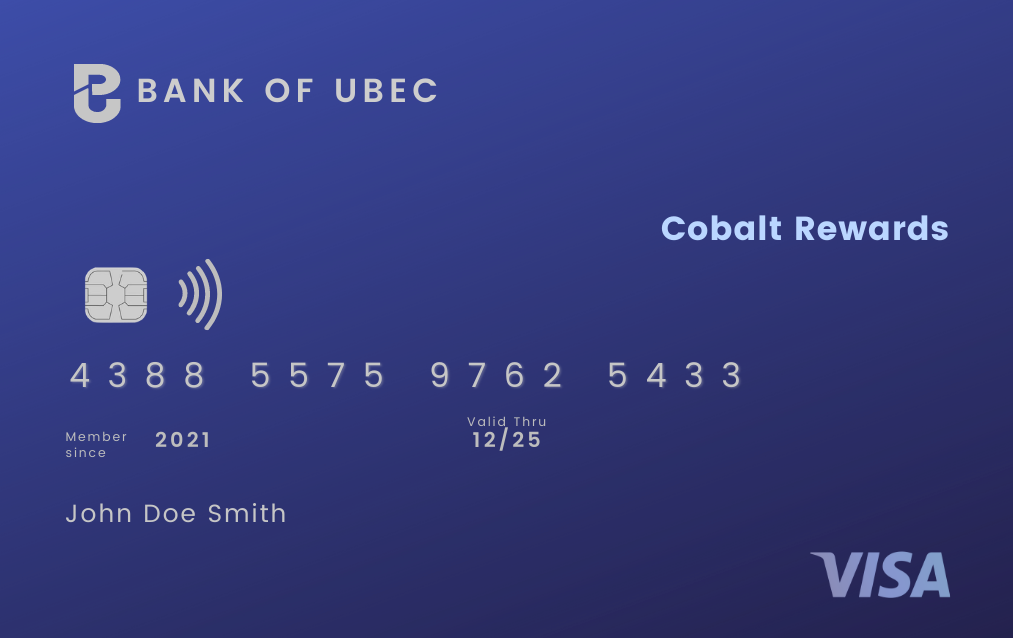 BANK OF UBEC
Cobalt Rewards
4388 5575 9762 5433
Valid Thru
Member since 2021
12/25
John Doe Smith
VISA